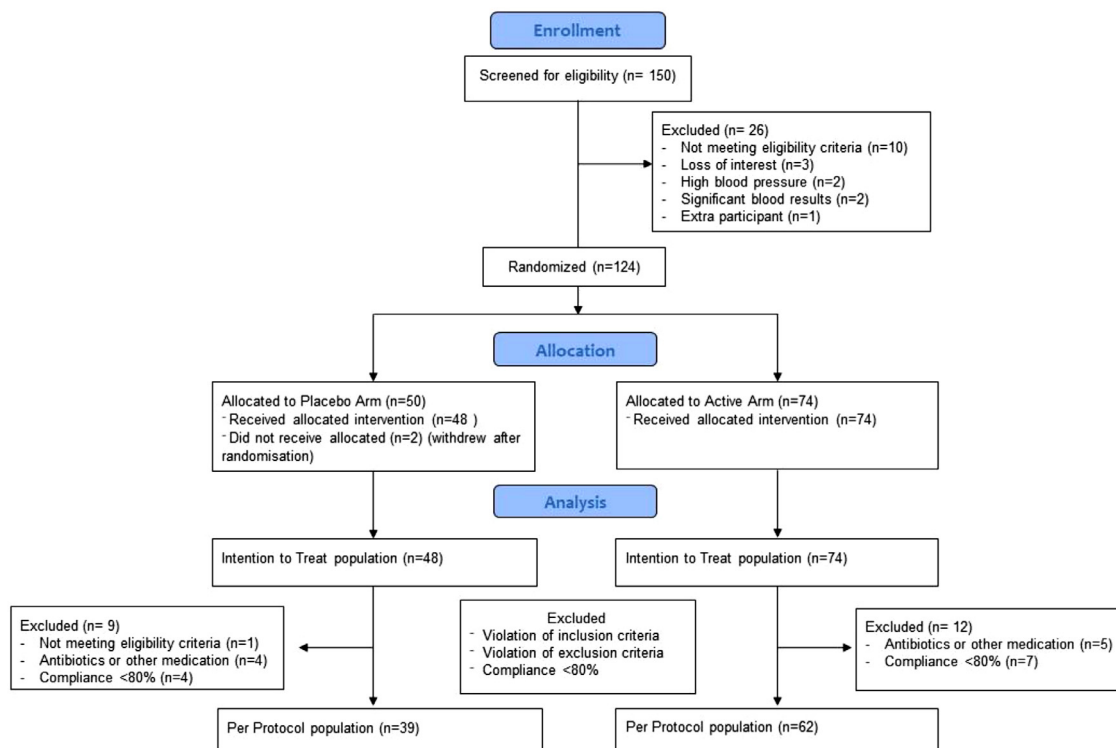 Enrollment
Screened for eligibility (n= 150)
Excluded (n= 26)
- Not meeting eligibility criteria (n=10)
- Loss of interest (n=3)
- High blood pressure (n=2)
- Significant blood results (n=2)
- Extra participant (n=1)
Randomized (n=124)
Allocation
Allocated to Placebo Arm (n=50)
- Received allocated intervention (n=48 )
- Did not receive allocated (n=2) (withdrew after
randomisation)
Allocated to Active Arm (n=74)
- Received allocated intervention (n=74)
Analysis
Intention to Treat population (n=48)
Intention to Treat population (n=74)
Excluded (n= 9)
- Not meeting eligibility criteria (n=1)
- Antibiotics or other medication (n=4)
- Compliance <80% (n=4)
Excluded
- Violation of inclusion criteria
- Violation of exclusion criteria
- Compliance <80%
Excluded (n= 12)
- Antibiotics or other medication (n=5)
- Compliance <80% (n=7)
Per Protocol population (n=39)
Per Protocol population (n=62)